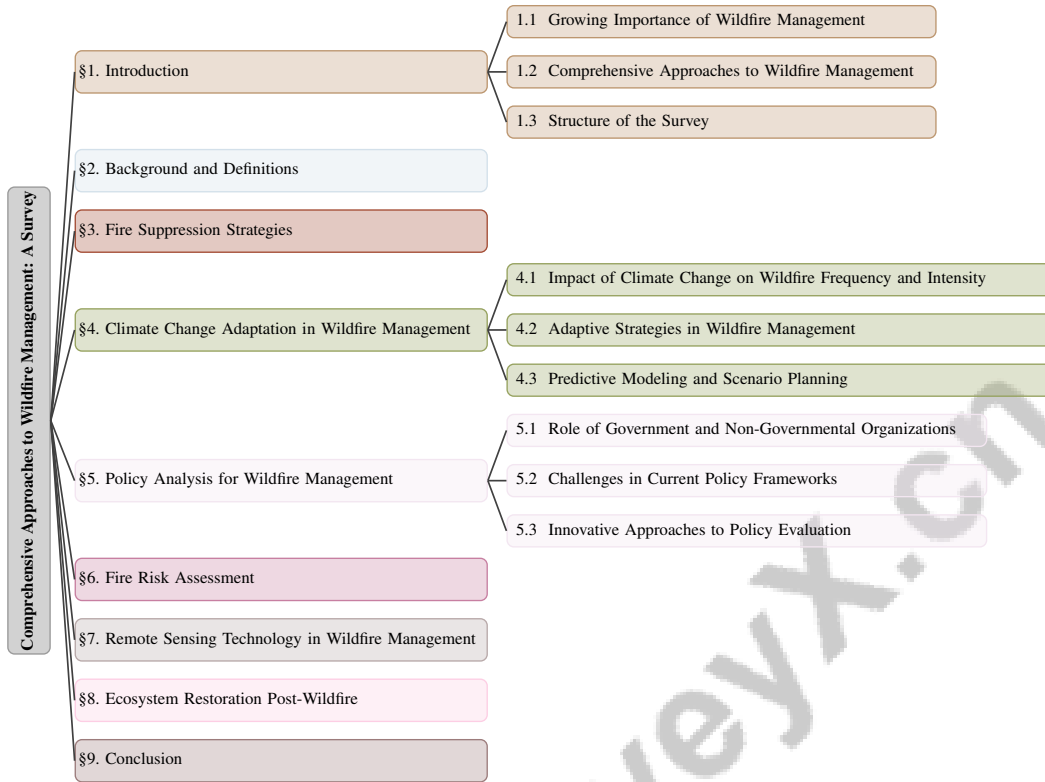 Comprehensive Approaches to Wildfire Management: A Survey
§1. Introduction
1.1 Growing Importance of Wildfire Management
1.2 Comprehensive Approaches to Wildfire Management
1.3 Structure of the Survey
§2. Background and Definitions
§3. Fire Suppression Strategies
§4. Climate Change Adaptation in Wildfire Management
4.1 Impact of Climate Change on Wildfire Frequency and Intensity
4.2 Adaptive Strategies in Wildfire Management
4.3 Predictive Modeling and Scenario Planning
§5. Policy Analysis for Wildfire Management
5.1 Role of Government and Non-Governmental Organizations
5.2 Challenges in Current Policy Frameworks
5.3 Innovative Approaches to Policy Evaluation
§6. Fire Risk Assessment
§7. Remote Sensing Technology in Wildfire Management
§8. Ecosystem Restoration Post-Wildfire
§9. Conclusion
veyx.cn